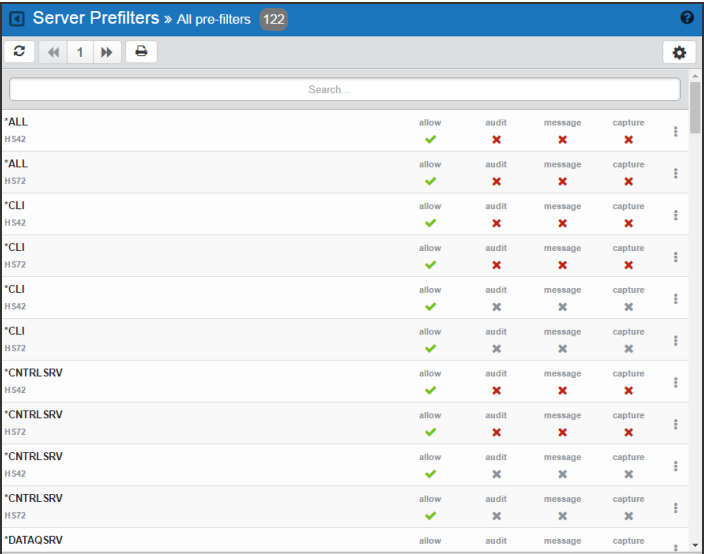 Server Prefilters » All pre-filters 122
1
Search...
*ALL allow audit message capture
HS42
*ALL allow audit message capture
HS72
*CLI allow audit message capture
HS42
*CLI allow audit message capture
HS72
*CLI allow audit message capture
HS42
*CLI allow audit message capture
HS72
*CNTRLSRV allow audit message capture
HS42
*CNTRLSRV allow audit message capture
HS72
*CNTRLSRV allow audit message capture
HS42
*CNTRLSRV allow audit message capture
HS72
*DATAQSRV allow audit message capture